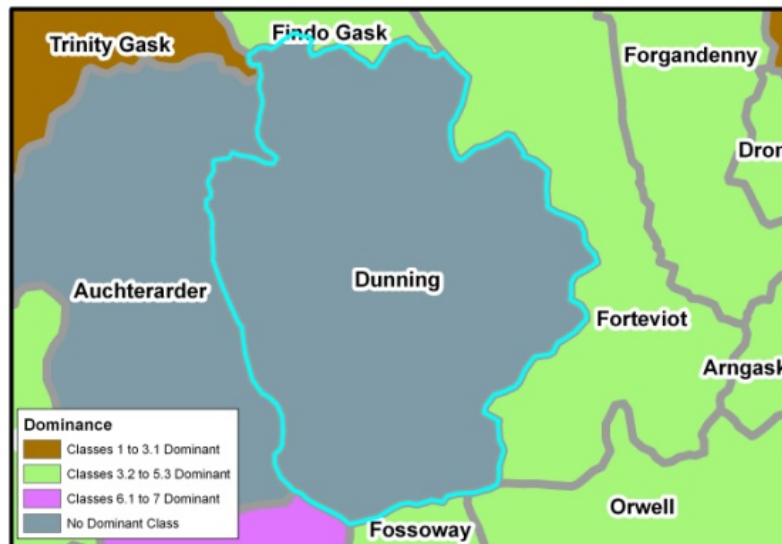 Trinity Gask
Findo Gask
Forgandenny
Dron
Dunning
Auchterarder
Forteviot
Arngask
Dominance
Classes 1 to 3.1 Dominant
Classes 3.2 to 5.3 Dominant
Classes 6.1 to 7 Dominant
No Dominant Class
Orwell
Fossoway